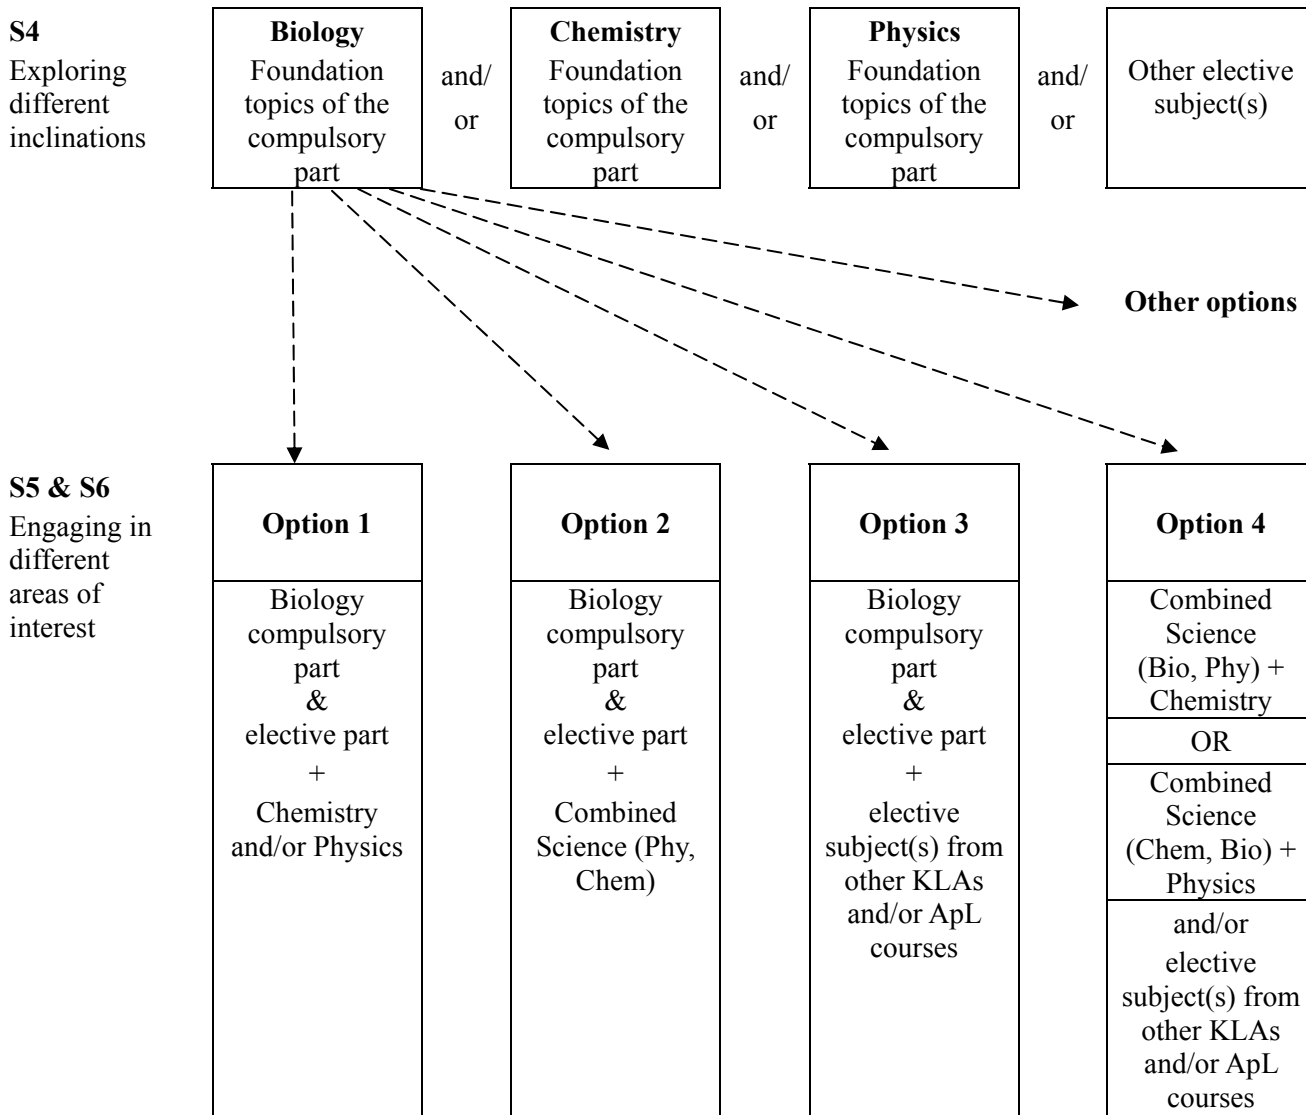 S4
Exploring
different
inclinations
Biology
Foundation
topics of the
compulsory
part
and/
or
Chemistry
Foundation
topics of the
compulsory
part
and/
or
Physics
Foundation
topics of the
compulsory
part
and/
or
Other elective
subject(s)
Other options
S5 & S6
Engaging in
different
areas of
interest
Option 1
Biology
compulsory
part
&
elective part
+
Chemistry
and/or Physics
Option 2
Biology
compulsory
part
&
elective part
+
Combined
Science (Phy,
Chem)
Option 3
Biology
compulsory
part
&
elective part
+
elective
subject(s) from
other KLAs
and/or ApL
courses
Option 4
Combined
Science
(Bio, Phy) +
Chemistry
OR
Combined
Science
(Chem, Bio) +
Physics
and/or
elective
subject(s) from
other KLAs
and/or ApL
courses